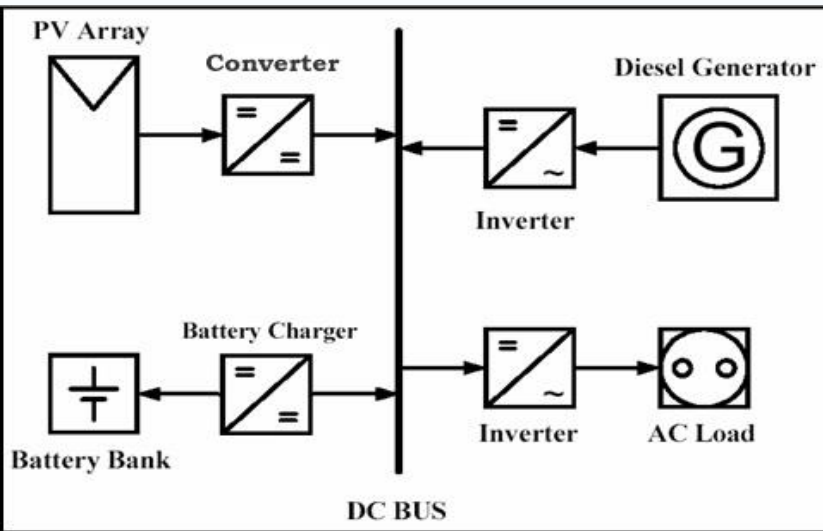 PV Array
Converter
Diesel Generator
=
=
=
~
G
Inverter
Battery Charger
=
=
=
~
Battery Bank
Inverter
AC Load
DC BUS